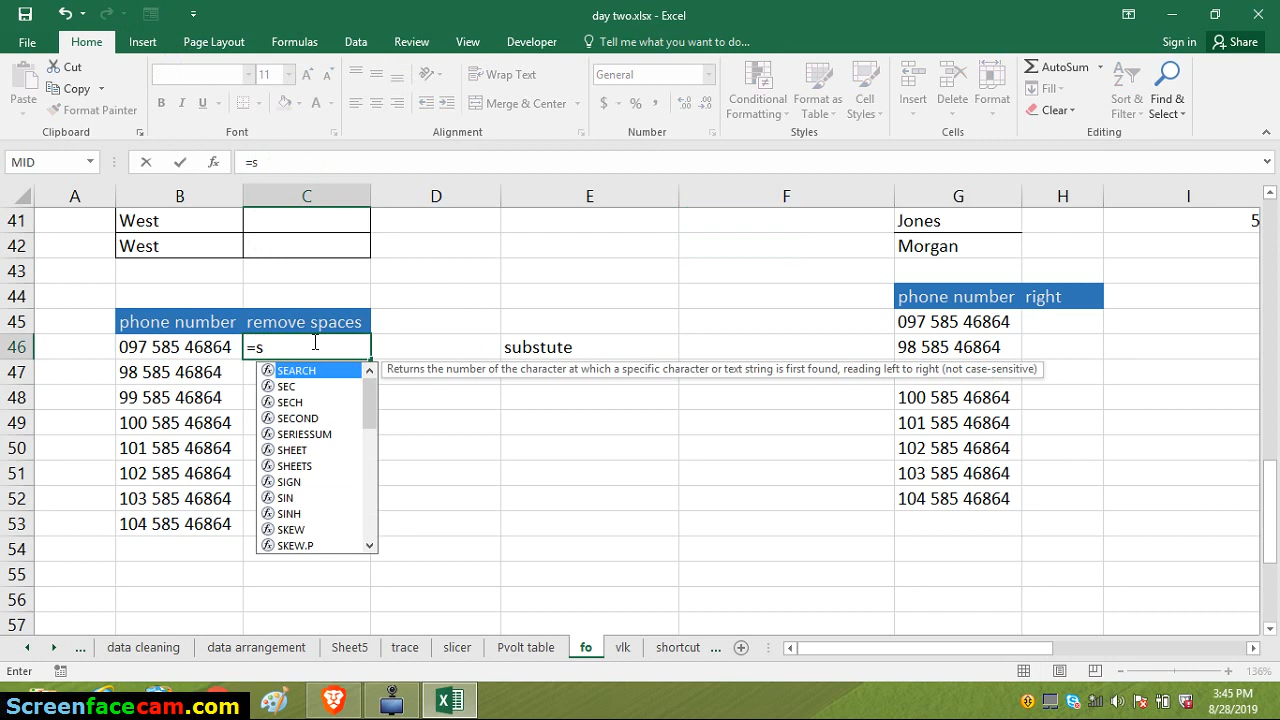 day two.xlsx - Excel
File Home Insert Page Layout Formulas Data Review View Developer Tell me what you want to do... Sign in Share
Cut
Copy
Format Painter
Paste
11
B I U
Wrap Text
Merge & Center
General
$ % ,
Conditional Formatting
Format as Table
Cell Styles
Insert
Delete
Format
AutoSum
Fill
Clear
Sort & Filter
Find & Select
Clipboard Font Alignment Number Styles Cells Editing
MID =s
A B C D E F G H I
41 West Jones 5
42 West Morgan
43
44 phone number right
45 phone number remove spaces 097 585 46864
46 097 585 46864 =s substute 98 585 46864
47 98 585 46864
48 99 585 46864 100 585 46864
49 100 585 46864 101 585 46864
50 101 585 46864 102 585 46864
51 102 585 46864 103 585 46864
52 103 585 46864 104 585 46864
53 104 585 46864
54
55
56
57
SEARCH Returns the number of the character at which a specific character or text string is first found, reading left to right (not case-sensitive)
SEC
SECH
SECOND
SERIESSUM
SHEET
SHEETS
SIGN
SIN
SINH
SKEW
SKEW.P
... data cleaning data arrangement Sheet5 trace slicer Pvolt table fo vlk shortcut ...
Enter 136%
Screenfacecam.com
3:45 PM
8/28/2019